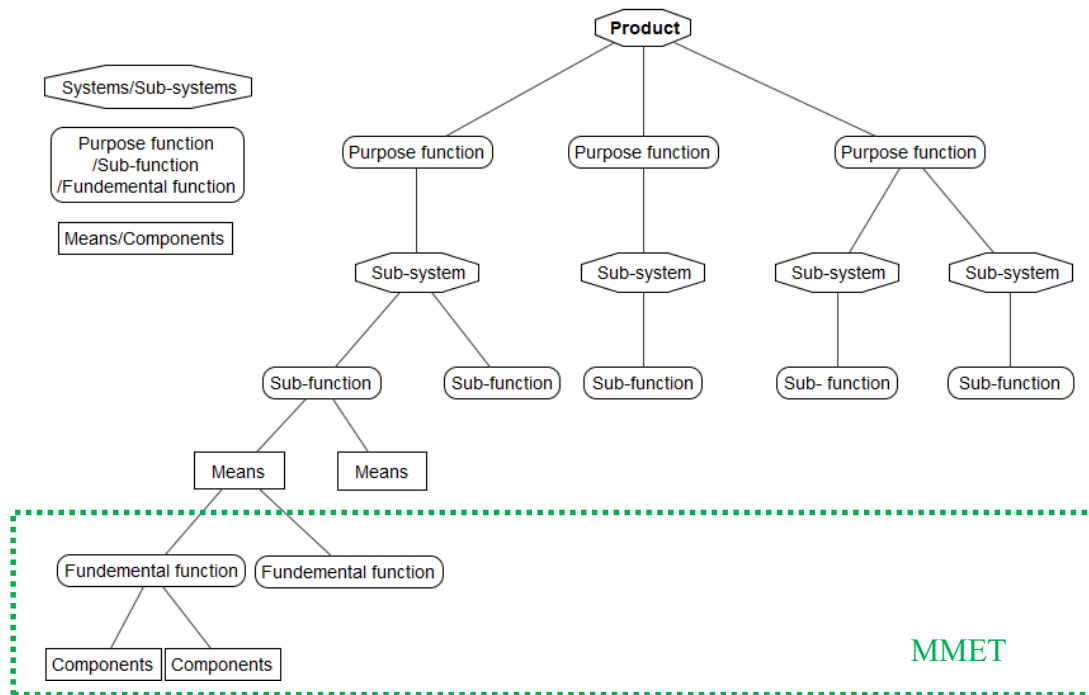 Product
Systems/Sub-systems
Purpose function
/Sub-function
/Fundemental function
Means/Components
Purpose function
Purpose function
Purpose function
Sub-system
Sub-system
Sub-system
Sub-system
Sub-function
Sub-function
Sub-function
Sub- function
Sub-function
Means
Means
Fundemental function
Fundemental function
Components
Components
MMET